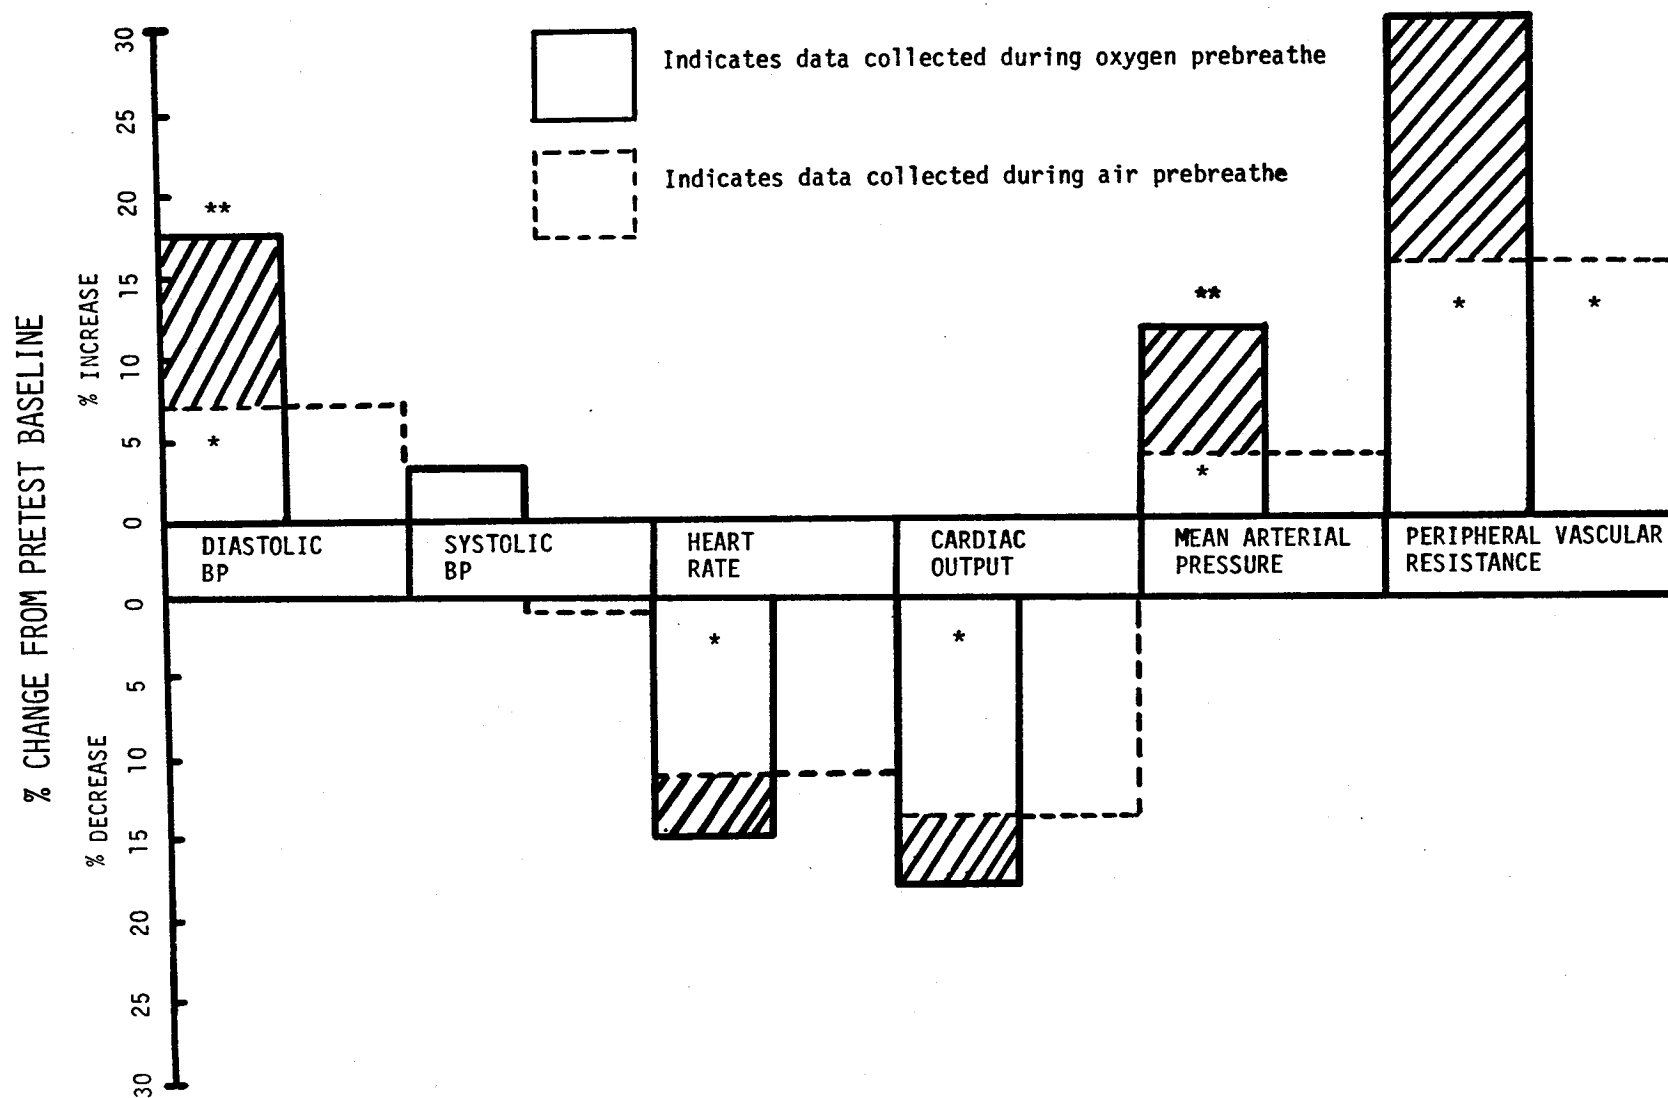 Indicates data collected during oxygen prebreathe
Indicates data collected during air prebreathe
% CHANGE FROM PRETEST BASELINE
% INCREASE
% DECREASE
30
25
20
15
10
5
0
0
5
10
15
20
25
30
**
*
**
*
*
*
*
*
DIASTOLIC
BP
SYSTOLIC
BP
HEART
RATE
CARDIAC
OUTPUT
MEAN ARTERIAL
PRESSURE
PERIPHERAL VASCULAR
RESISTANCE